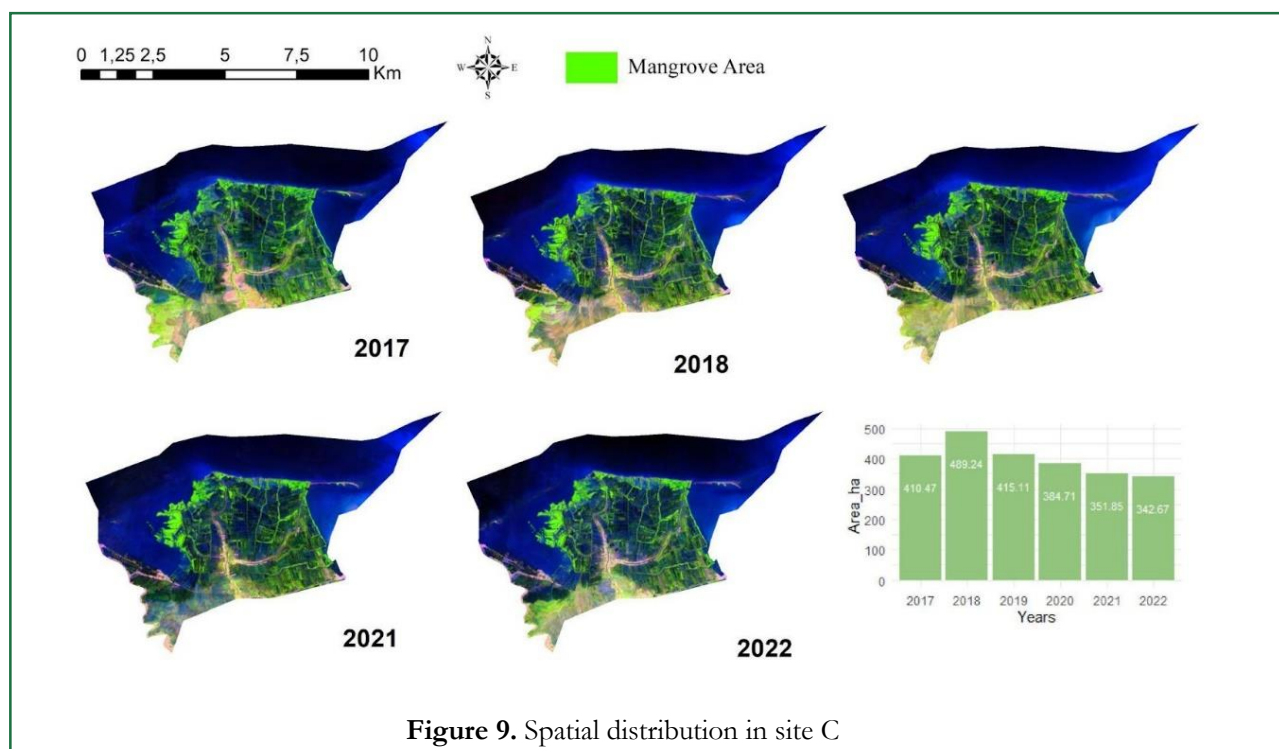 0 1,25 2,5 5 7,5 10
Km
N
W E
S
Mangrove Area
2017
2018
2021
2022
500
400
300
200
100
0
Area_ha
410.47
489.24
415.11
384.71
351.85
342.67
2017 2018 2019 2020 2021 2022
Years
Figure 9. Spatial distribution in site C